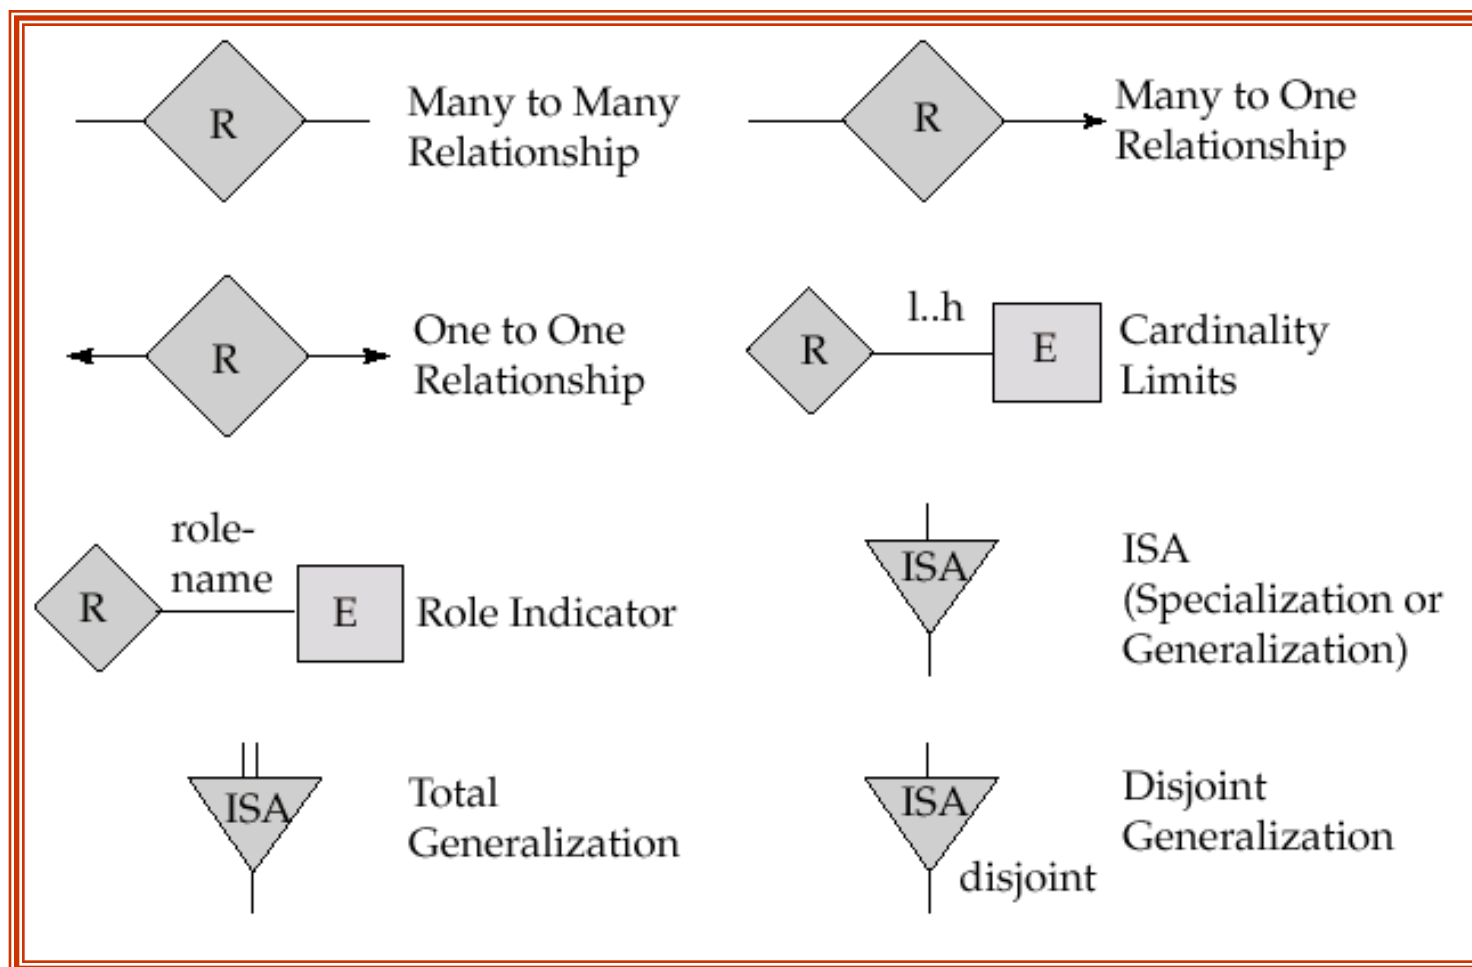 R
Many to Many
Relationship
R
Many to One
Relationship
R
One to One
Relationship
R
l..h
E
Cardinality
Limits
R
role-
name
E
Role Indicator
ISA
ISA
(Specialization or
Generalization)
ISA
Total
Generalization
ISA
disjoint
Disjoint
Generalization